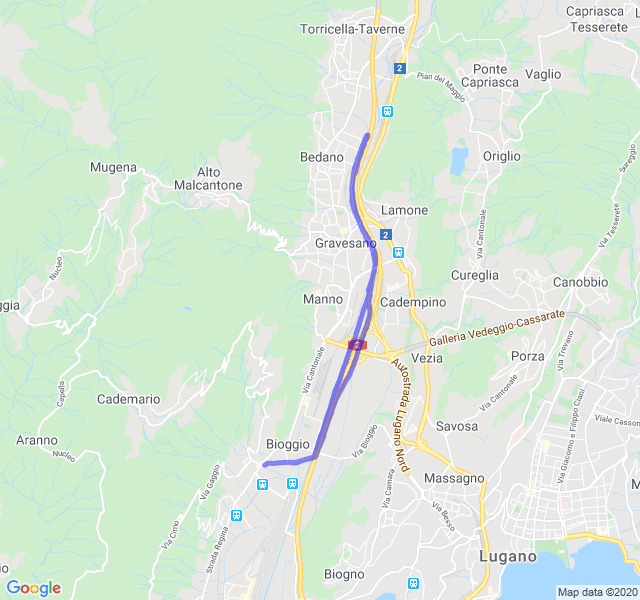 Capriasca
Tesserete
Torricella-Taverne
2
Ponte
Capriasca
Vaglio
Pian del Maggio
Sureggio
Bedano
Origlio
Mugena
Alto
Malcantone
Lamone
Via Tesserete
2
Gravesano
Via Cantonale
Nucleo
Cureglia
Canobbio
ggia
Manno
Cadempino
Galleria Vedeggio-Cassarate
2
Via Trevano
Vezia
Porza
Via Cantonale
Autostrada Lugano Nord
Capella
Via Cantonale
Cademario
Via Giacomo e Filippo Ciani
Viale Casson
Savosa
Aranno
Nucleo
Bioggio
Via Bioggio
Via Gaggio
Massagno
M
Via Camara
Via Besso
Via Cimo
Strada Regina
Lugano
Biogno
Google
Map data ©2020